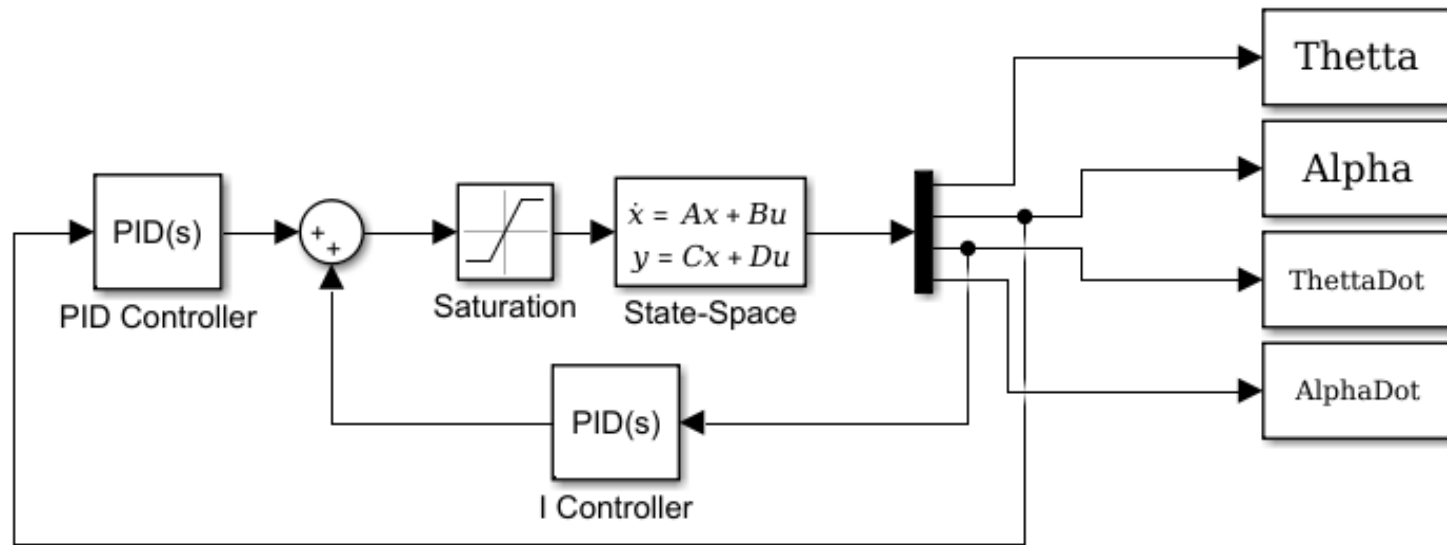 Thetta
Alpha
ThettaDot
AlphaDot
PID(s)
PID Controller
+
+
Saturation
ẋ = Ax + Bu
y = Cx + Du
State-Space
PID(s)
I Controller